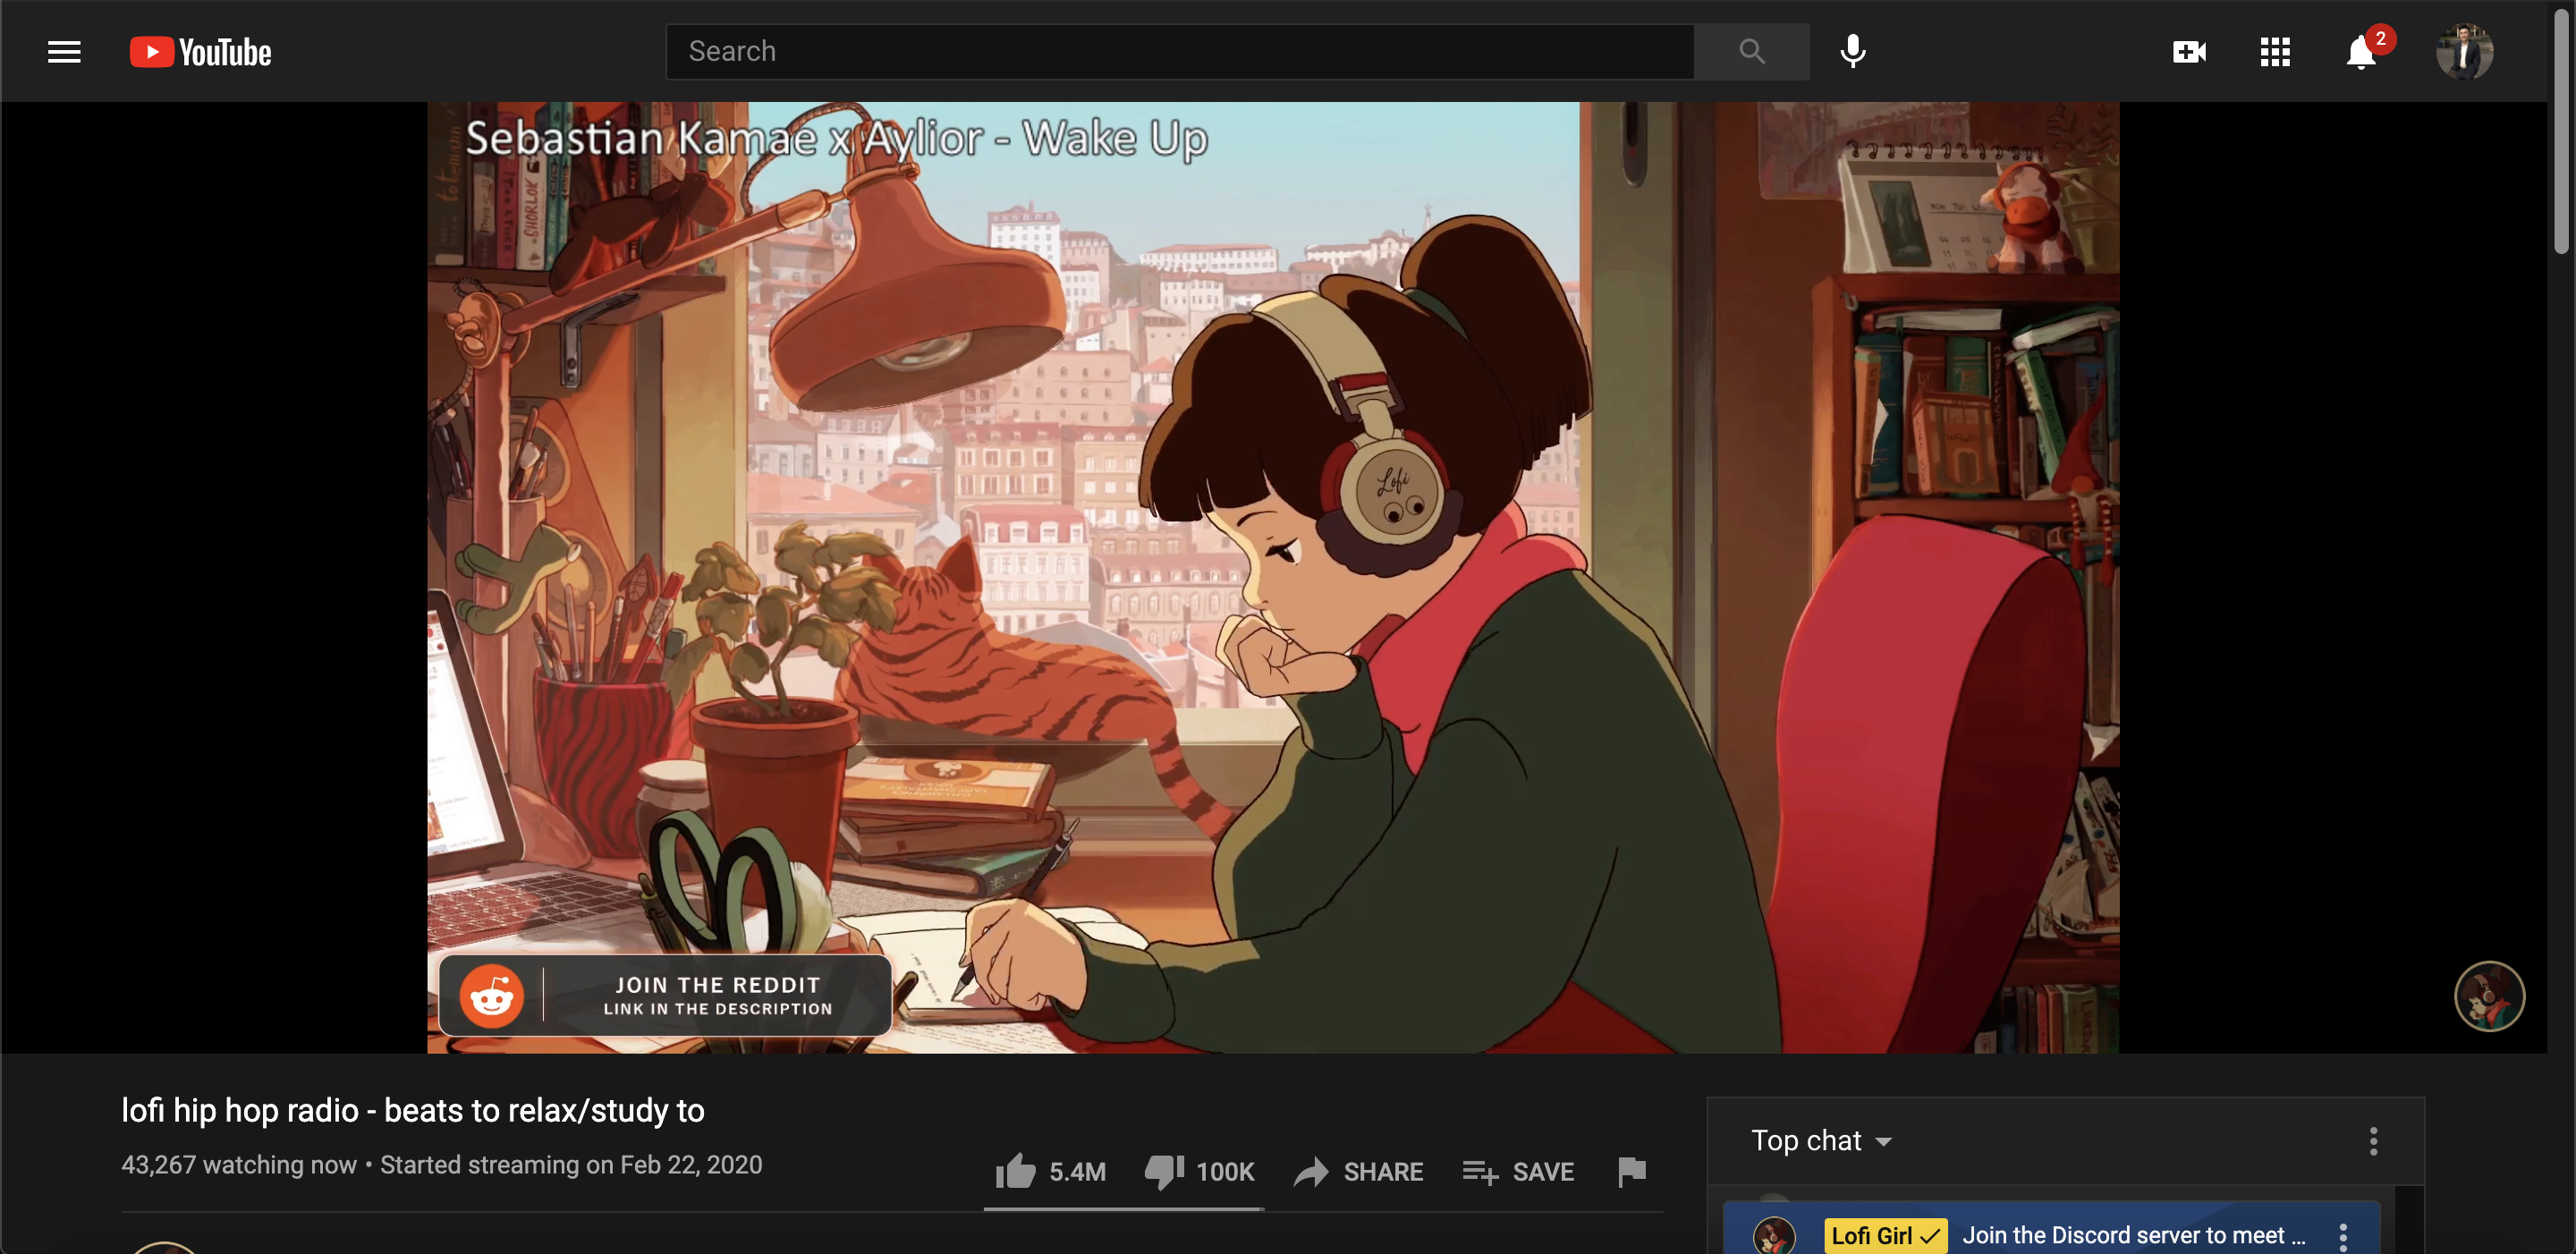 YouTube
Search
2
Sebastian Kamae x Aylior - Wake Up
SHORLOK
Lofi
JOIN THE REDDIT
LINK IN THE DESCRIPTION
lofi hip hop radio - beats to relax/study to
43,267 watching now • Started streaming on Feb 22, 2020
5.4M
100K
SHARE
SAVE
Top chat
Lofi Girl
Join the Discord server to meet ...